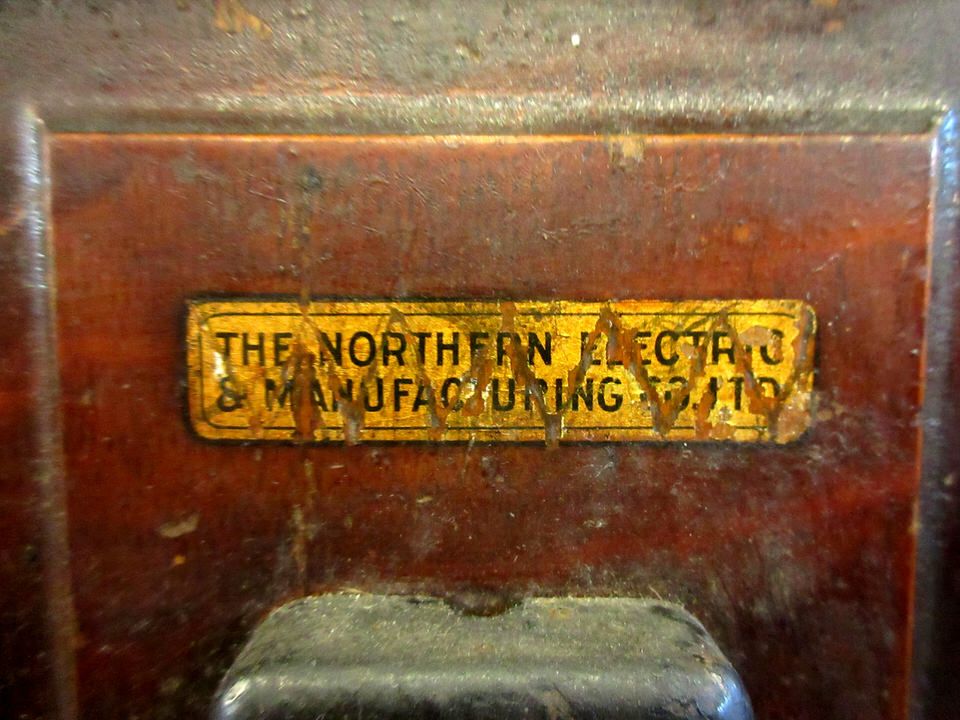 THE NORTHERN ELECTRIC
& MANUFACTURING CO. LTD.